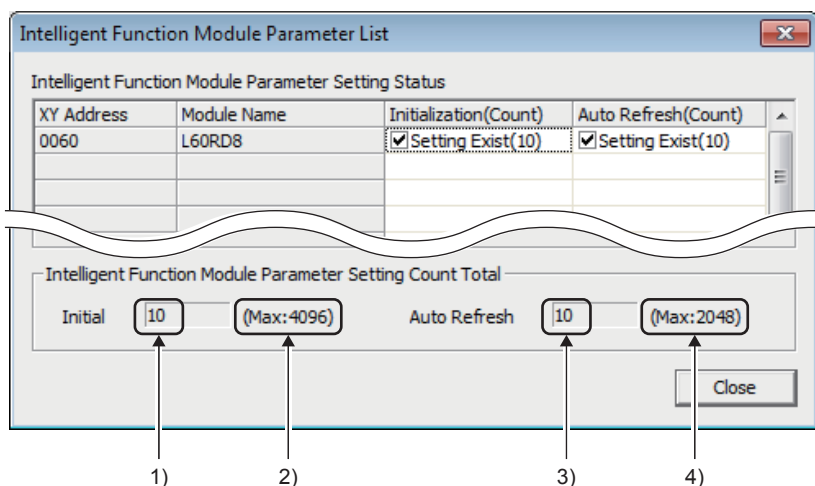 Intelligent Function Module Parameter List
Intelligent Function Module Parameter Setting Status
XY Address Module Name Initialization(Count) Auto Refresh(Count)
0060 L60RD8 Setting Exist(10) Setting Exist(10)
Intelligent Function Module Parameter Setting Count Total
Initial 10 (Max:4096) Auto Refresh 10 (Max:2048)
Close
1) 2) 3) 4)